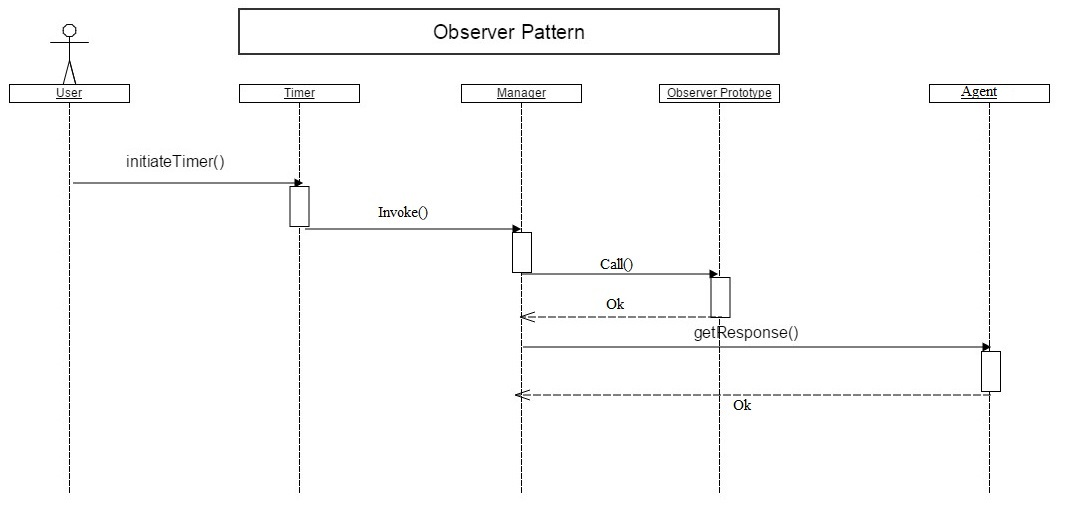 Observer Pattern
User
Timer
Manager
Observer Prototype
Agent
initiateTimer()
Invoke()
Call()
Ok
getResponse()
Ok